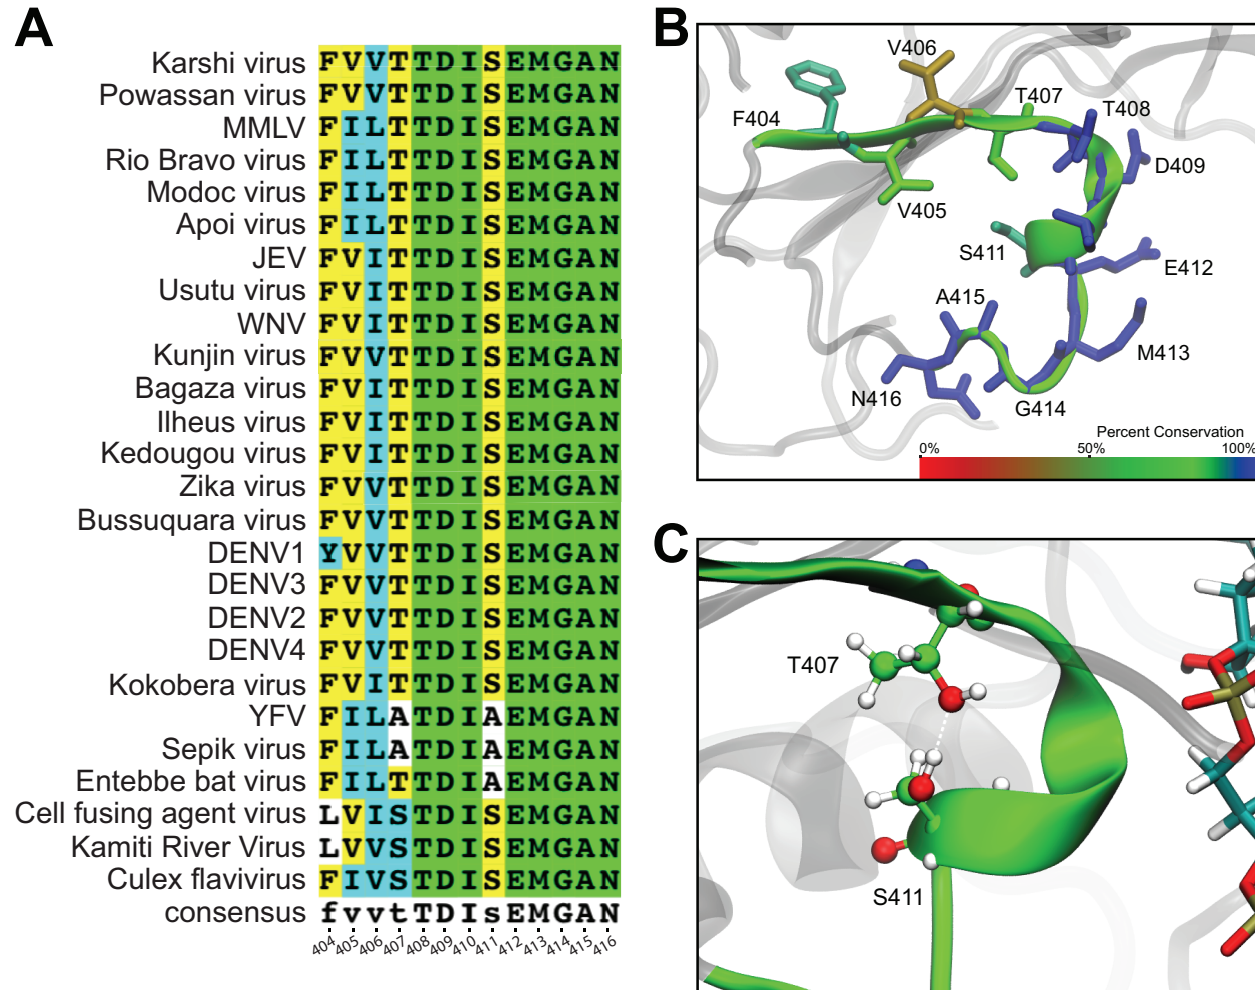 A
Karshi virus FVVTTDISEMGAN
Powassan virus FVVTTDISEMGAN
MMLV FILTTDISEMGAN
Rio Bravo virus FILTTDISEMGAN
Modoc virus FILTTDISEMGAN
Apoi virus FILTTDISEMGAN
JEV FVITTDISEMGAN
Usutu virus FVITTDISEMGAN
WNV FVITTDISEMGAN
Kunjin virus FVVTTDISEMGAN
Bagaza virus FVITTDISEMGAN
Ilheus virus FVITTDISEMGAN
Kedougou virus FVITTDISEMGAN
Zika virus FVVTTDISEMGAN
Bussuquara virus FVVTTDISEMGAN
DENV1 YVVTTDISEMGAN
DENV3 FVVTTDISEMGAN
DENV2 FVVTTDISEMGAN
DENV4 FVVTTDISEMGAN
Kokobera virus FVITTDISEMGAN
YFV FILATDIAEMGAN
Sepik virus FILATDIAEMGAN
Entebbe bat virus FILTTDIAEMGAN
Cell fusing agent virus LVISTDISEMGAN
Kamiti River Virus LVVSTDISEMGAN
Culex flavivirus FIVSTDISEMGAN
consensus fvvtTDIsEMGAN
404 405 406 407 408 409 410 411 412 413 414 415 416
B
V406
T407
T408
F404
D409
V405
S411
E412
A415
M413
N416
G414
Percent Conservation
0% 50% 100%
C
T407
S411